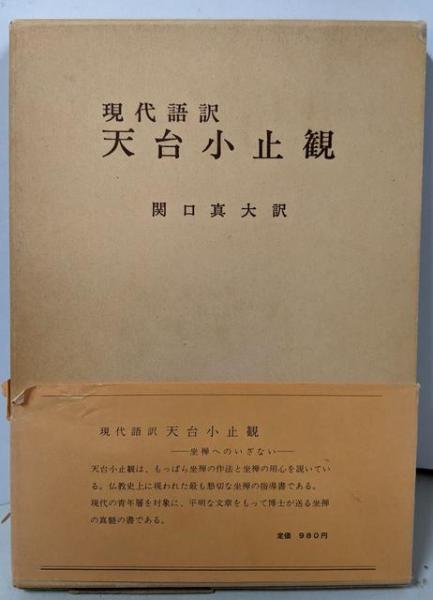 現代語訳
天台小止観
関口真大訳
現代語訳 天台小止観
――坐禅へのいざない――
天台小止観は、もっぱら坐禅の作法と坐禅の用心を説いてい
る。仏教史上に現われた最も懇切な坐禅の指導書である。
現代の青年層を対象に、平明な文章をもって博士が送る坐禅
の真髄の書である。
定価 980円